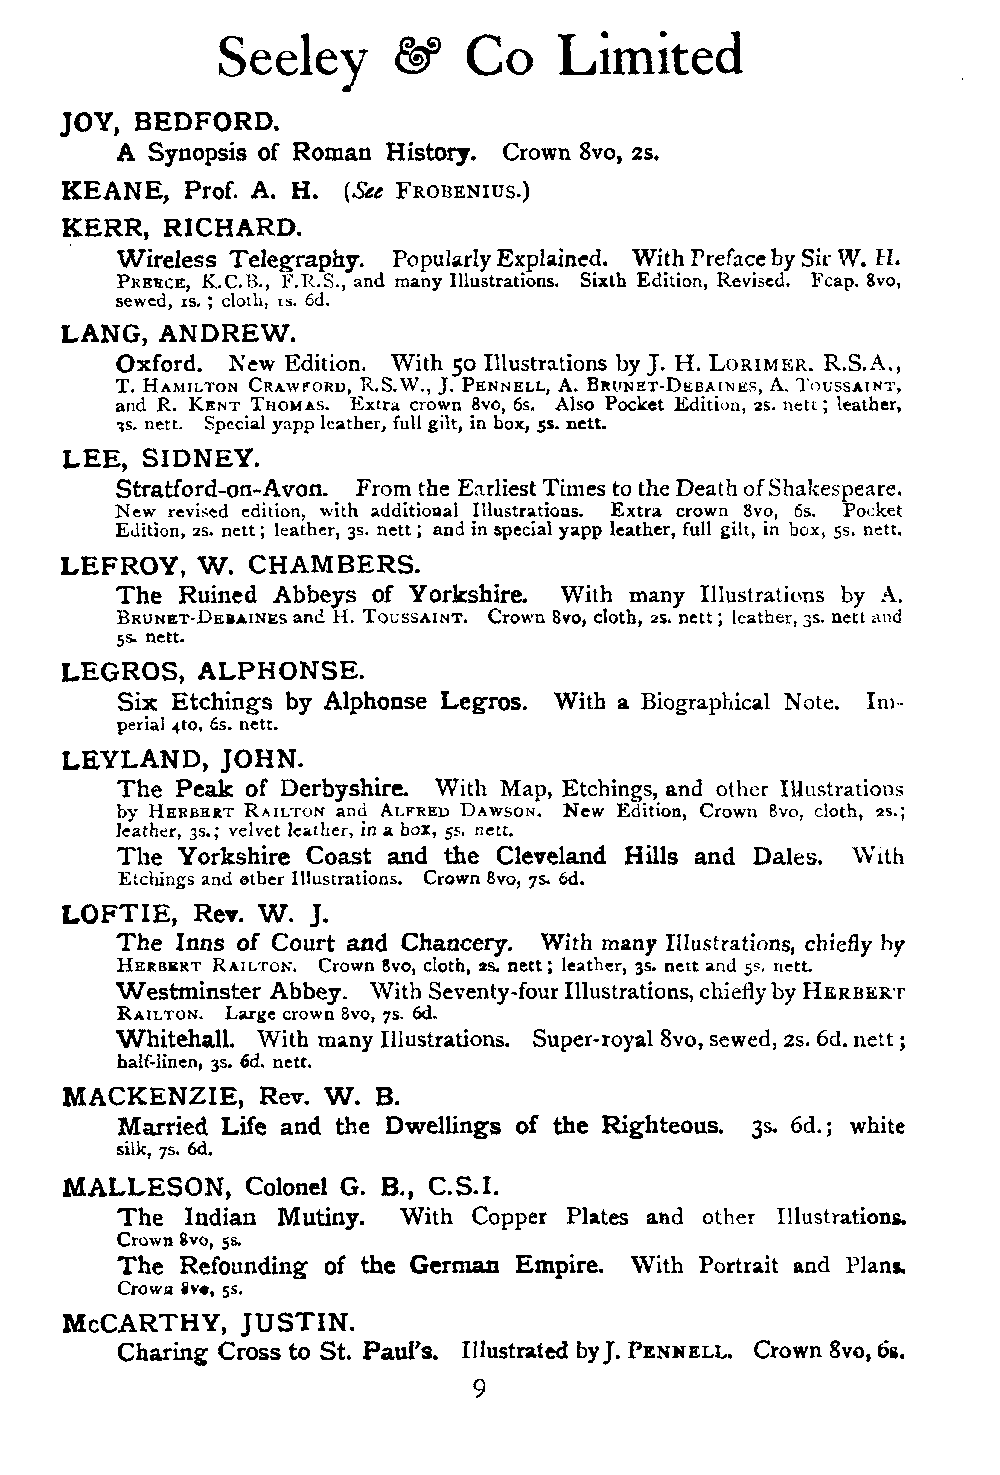 Seeley & Co Limited
JOY, BEDFORD.
A Synopsis of Roman History. Crown 8vo, 2s.
KEANE, Prof. A. H. (See FROBENIUS.)
KERR, RICHARD.
Wireless Telegraphy. Popularly Explained. With Preface by Sir W. H.
PREECE, K.C.B., F.R.S., and many Illustrations. Sixth Edition, Revised. Fcap. 8vo,
sewed, 1s. ; cloth, 1s. 6d.
LANG, ANDREW.
Oxford. New Edition. With 50 Illustrations by J. H. LORIMER. R.S.A.,
T. HAMILTON CRAWFORD, R.S.W., J. PENNELL, A. BRUNET-DEBAINES, A. TOUSSAINT,
and R. KENT THOMAS. Extra crown 8vo, 6s. Also Pocket Edition, 2s. nett ; leather,
3s. nett. Special yapp leather, full gilt, in box, 5s. nett.
LEE, SIDNEY.
Stratford-on-Avon. From the Earliest Times to the Death of Shakespeare.
New revised edition, with additional Illustrations. Extra crown 8vo, 6s. Pocket
Edition, 2s. nett ; leather, 3s. nett ; and in special yapp leather, full gilt, in box, 5s. nett.
LEFROY, W. CHAMBERS.
The Ruined Abbeys of Yorkshire. With many Illustrations by A.
BRUNET-DEBAINES and H. TOUSSAINT. Crown 8vo, cloth, 2s. nett ; leather, 3s. nett and
5s. nett.
LEGROS, ALPHONSE.
Six Etchings by Alphonse Legros. With a Biographical Note. Im-
perial 4to, 6s. nett.
LEYLAND, JOHN.
The Peak of Derbyshire. With Map, Etchings, and other Illustrations
by HERBERT RAILTON and ALFRED DAWSON. New Edition, Crown 8vo, cloth, 2s.;
leather, 3s.; velvet leather, in a box, 5s. nett.
The Yorkshire Coast and the Cleveland Hills and Dales. With
Etchings and other Illustrations. Crown 8vo, 7s. 6d.
LOFTIE, Rev. W. J.
The Inns of Court and Chancery. With many Illustrations, chiefly by
HERBERT RAILTON. Crown 8vo, cloth, 2s. nett ; leather, 3s. nett and 5s. nett.
Westminster Abbey. With Seventy-four Illustrations, chiefly by HERBERT
RAILTON. Large crown 8vo, 7s. 6d.
Whitehall. With many Illustrations. Super-royal 8vo, sewed, 2s. 6d. nett ;
half-linen, 3s. 6d. nett.
MACKENZIE, Rev. W. B.
Married Life and the Dwellings of the Righteous. 3s. 6d.; white
silk, 7s. 6d.
MALLESON, Colonel G. B., C.S.I.
The Indian Mutiny. With Copper Plates and other Illustrations.
Crown 8vo, 5s.
The Refounding of the German Empire. With Portrait and Plans.
Crown 8vo, 5s.
McCARTHY, JUSTIN.
Charing Cross to St. Paul's. Illustrated by J. PENNELL. Crown 8vo, 6s.
9